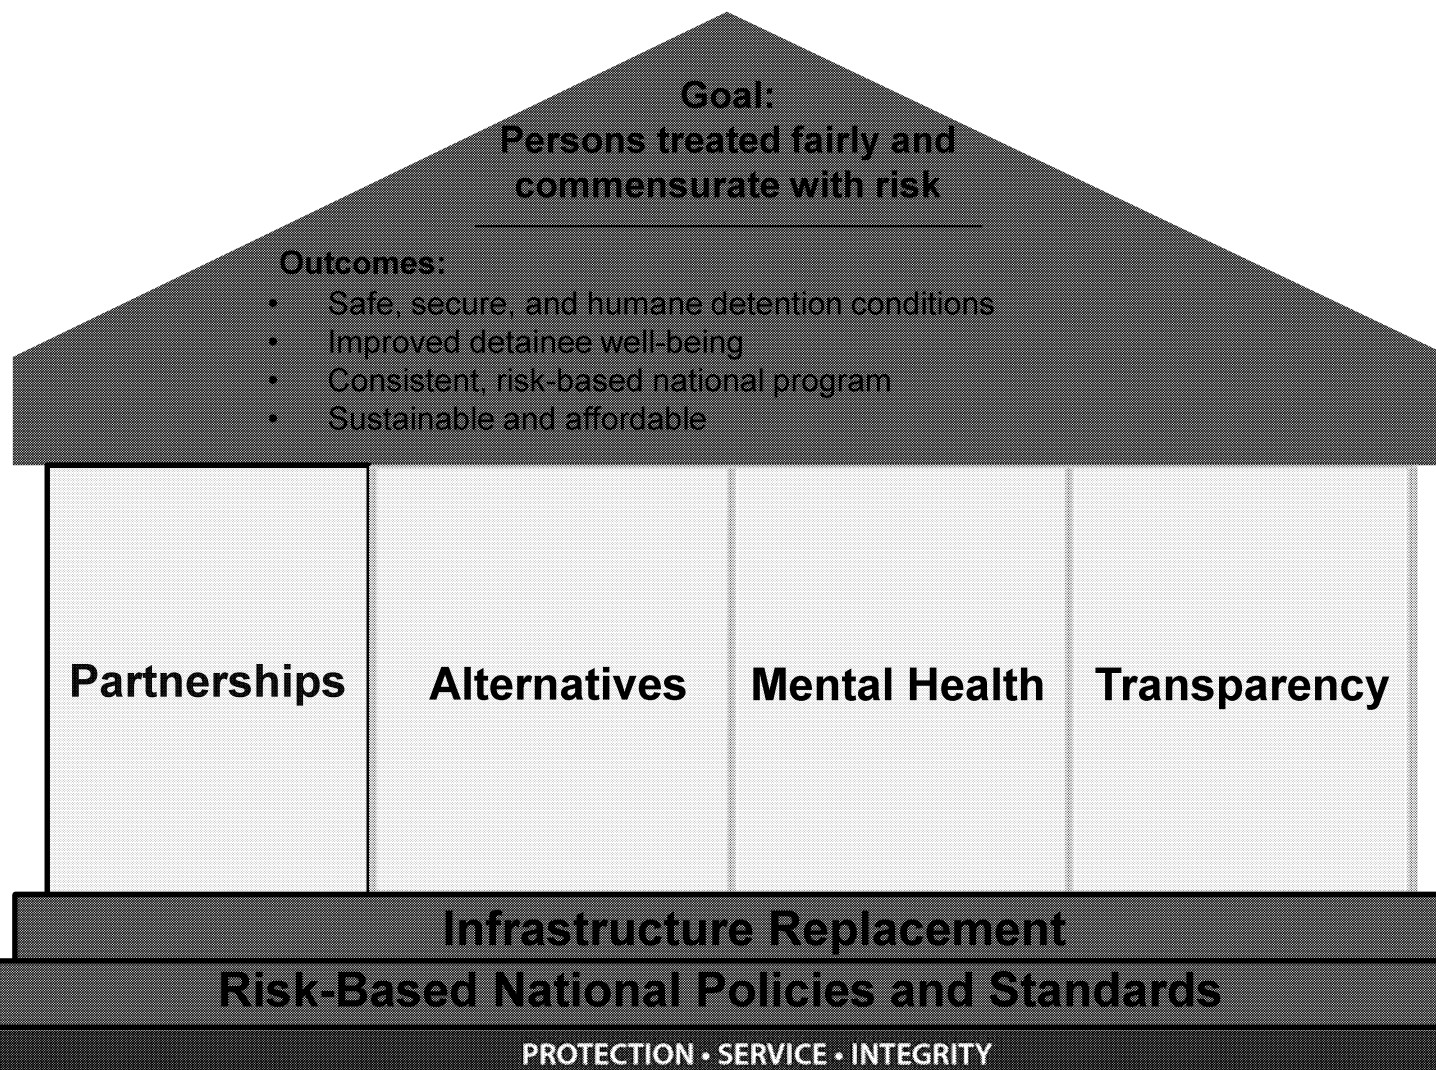 Goal:
Persons treated fairly and
commensurate with risk
Outcomes:
• Safe, secure, and humane detention conditions
• Improved detainee well-being
• Consistent, risk-based national program
• Sustainable and affordable
Partnerships
Alternatives
Mental Health
Transparency
Infrastructure Replacement
Risk-Based National Policies and Standards
PROTECTION • SERVICE • INTEGRITY